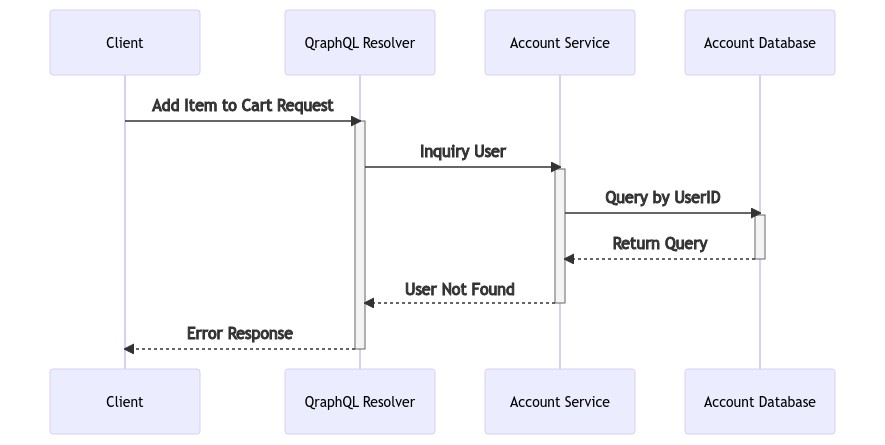 Client
QraphQL Resolver
Account Service
Account Database
Add Item to Cart Request
Inquiry User
Query by UserID
Return Query
User Not Found
Error Response
Client
QraphQL Resolver
Account Service
Account Database